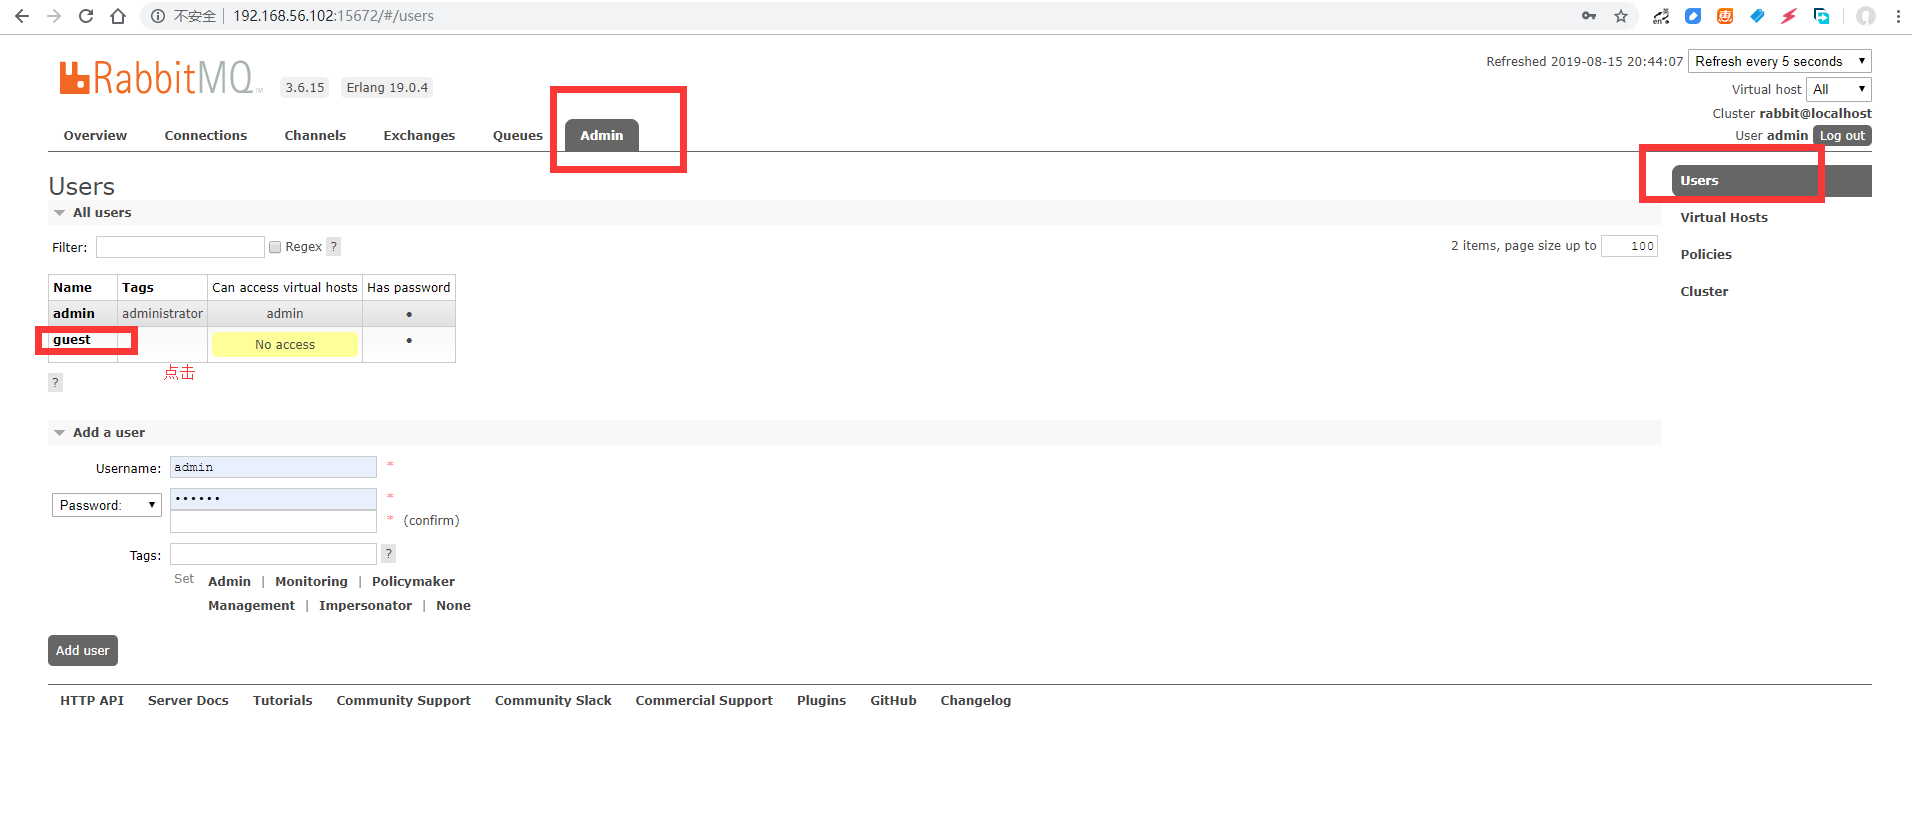 不安全 192.168.56.102:15672/#/users
Refreshed 2019-08-15 20:44:07 Refresh every 5 seconds
RabbitMQ TM 3.6.15 Erlang 19.0.4
Virtual host All
Cluster rabbit@localhost
Overview Connections Channels Exchanges Queues Admin
User admin Log out
Users
Users
All users
Virtual Hosts
Filter: Regex ?
2 items, page size up to 100
Policies
Cluster
Name Tags Can access virtual hosts Has password
admin administrator admin •
guest No access •
点击
?
Add a user
Username: admin *
Password: •••••• *
* (confirm)
Tags: ?
Set Admin | Monitoring | Policymaker
Management | Impersonator | None
Add user
HTTP API Server Docs Tutorials Community Support Community Slack Commercial Support Plugins GitHub Changelog